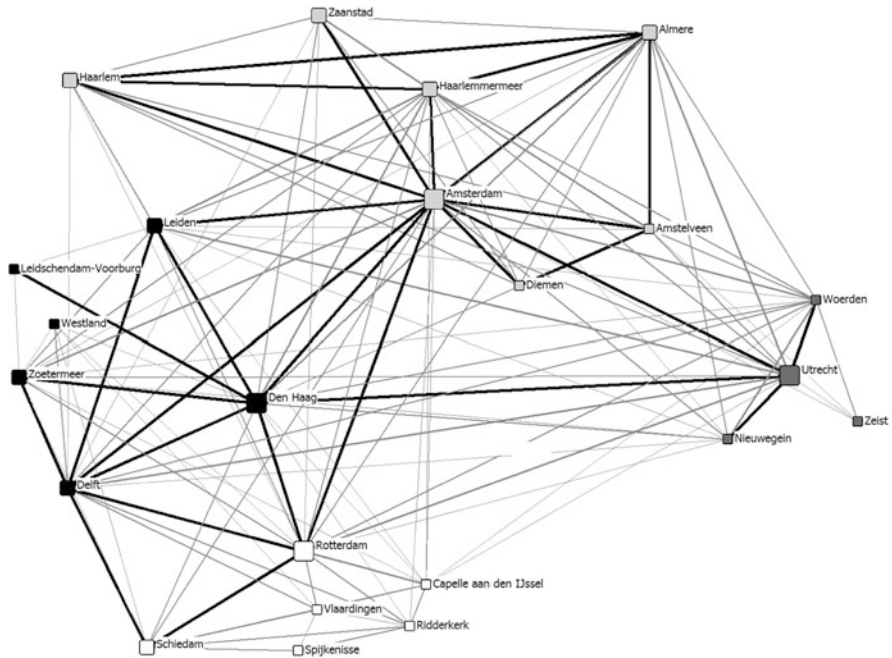 Zaanstad
Almere
Haarlem
Haarlemmermeer
Amsterdam
Leiden
Amstelveen
Leidschendam-Voorburg
Diemen
Woerden
Westland
Zoetermeer
Utrecht
Den Haag
Zeist
Nieuwegein
Delft
Rotterdam
Capelle aan den IJssel
Vlaardingen
Ridderkerk
Schiedam
Spijkenisse